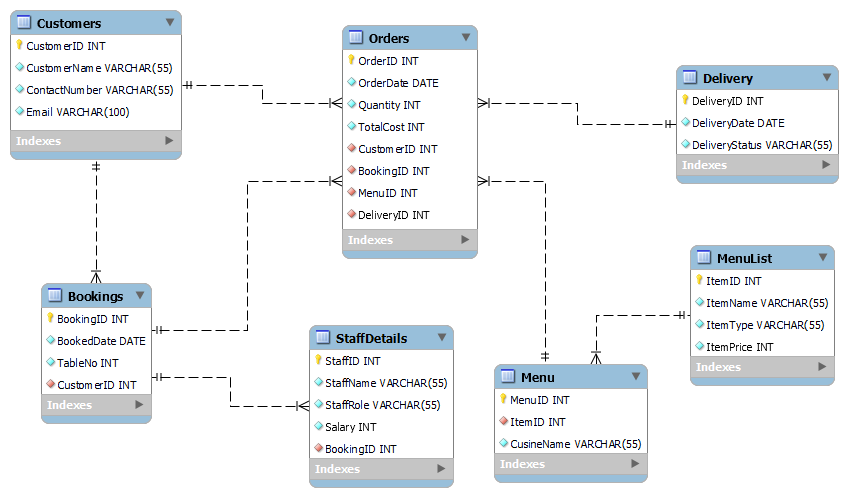 Customers
CustomerID INT
CustomerName VARCHAR(55)
ContactNumber VARCHAR(55)
Email VARCHAR(100)
Indexes
Orders
OrderID INT
OrderDate DATE
Quantity INT
TotalCost INT
CustomerID INT
BookingID INT
MenuID INT
DeliveryID INT
Indexes
Delivery
DeliveryID INT
DeliveryDate DATE
DeliveryStatus VARCHAR(55)
Indexes
Bookings
BookingID INT
BookedDate DATE
TableNo INT
CustomerID INT
Indexes
StaffDetails
StaffID INT
StaffName VARCHAR(55)
StaffRole VARCHAR(55)
Salary INT
BookingID INT
Indexes
MenuList
ItemID INT
ItemName VARCHAR(55)
ItemType VARCHAR(55)
ItemPrice INT
Indexes
Menu
MenuID INT
ItemID INT
CusineName VARCHAR(55)
Indexes